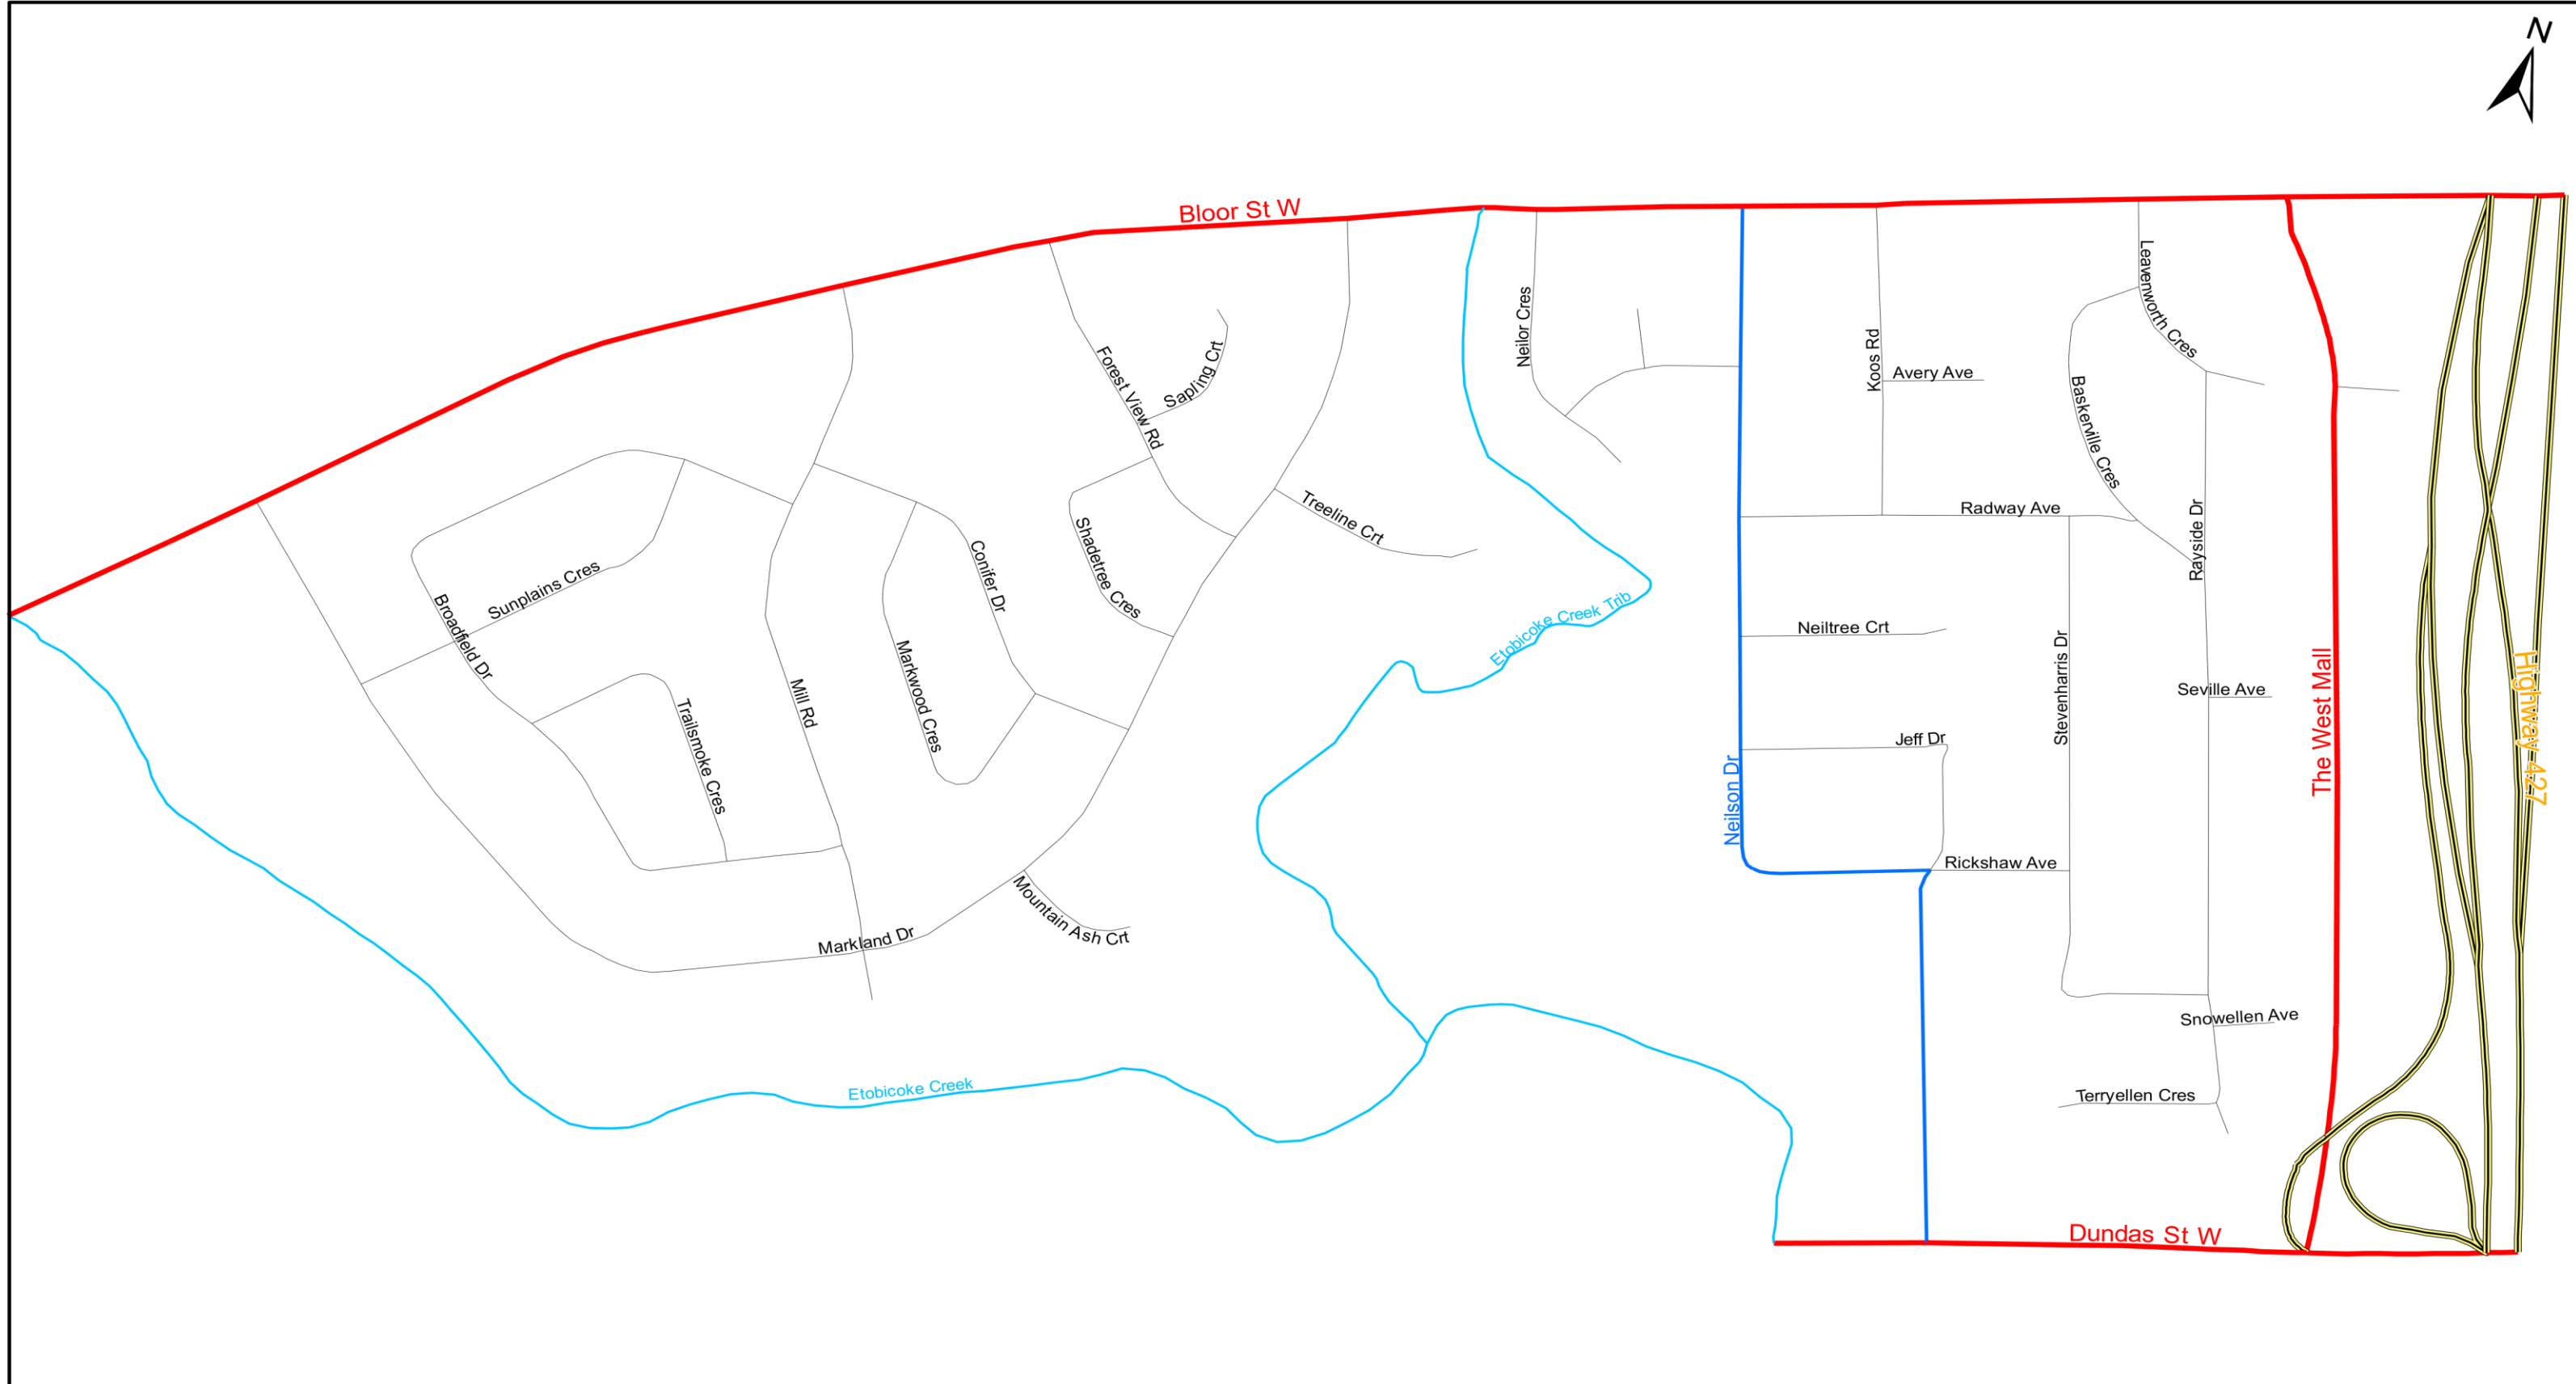 N
Bloor St W
Leavenworth Cres
Neilor Cres
Koos Rd
Avery Ave
Forest View Rd
Sapling Crt
Baskerville Cres
Treeline Crt
Radway Ave
Rayside Dr
Shadetree Cres
Conifer Dr
Sunplains Cres
Broadfield Dr
Etobicoke Creek Trib
Neiltree Crt
Stevenharris Dr
Markwood Cres
Mill Rd
Trailsmoke Cres
Seville Ave
The West Mall
Highway 427
Jeff Dr
Neilson Dr
Rickshaw Ave
Mountain Ash Crt
Markland Dr
Snowellen Ave
Etobicoke Creek
Terryellen Cres
Dundas St W